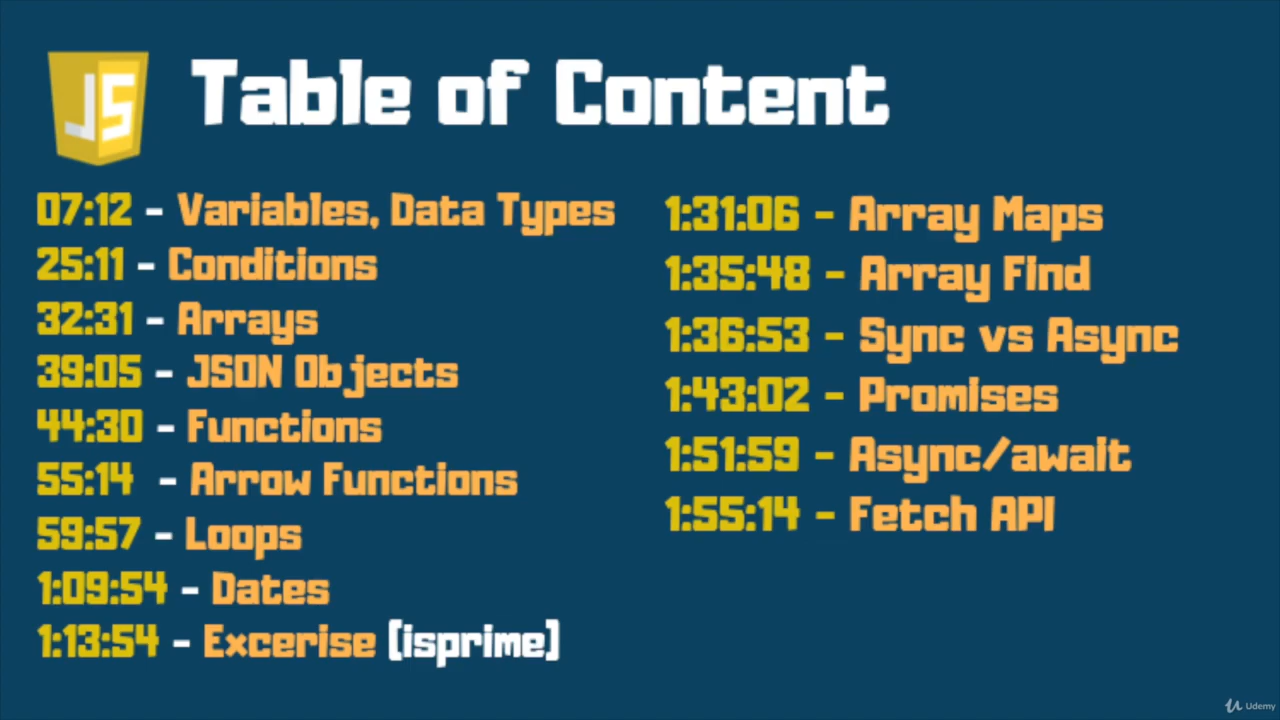 JS
Table of Content
07:12 - Variables, Data Types
25:11 - Conditions
32:31 - Arrays
39:05 - JSON Objects
44:30 - Functions
55:14 - Arrow Functions
59:57 - Loops
1:09:54 - Dates
1:13:54 - Excerise [isprime]
1:31:06 - Array Maps
1:35:48 - Array Find
1:36:53 - Sync vs Async
1:43:02 - Promises
1:51:59 - Async/await
1:55:14 - Fetch API
Udemy